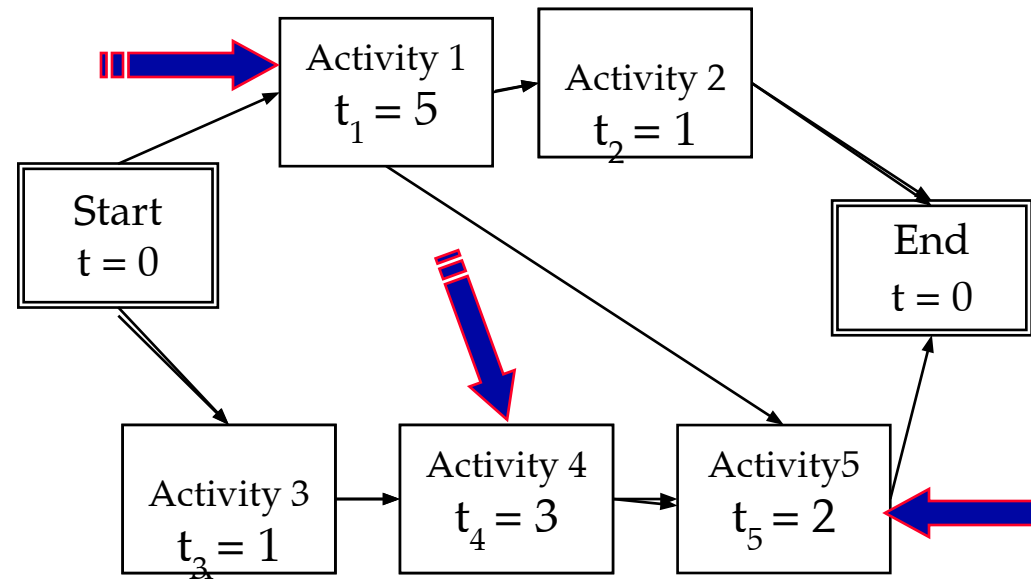 Activity 1
t₁ = 5
Activity 2
t₂ = 1
Start
t = 0
End
t = 0
Activity 3
t₃ = 1
Activity 4
t₄ = 3
Activity5
t₅ = 2